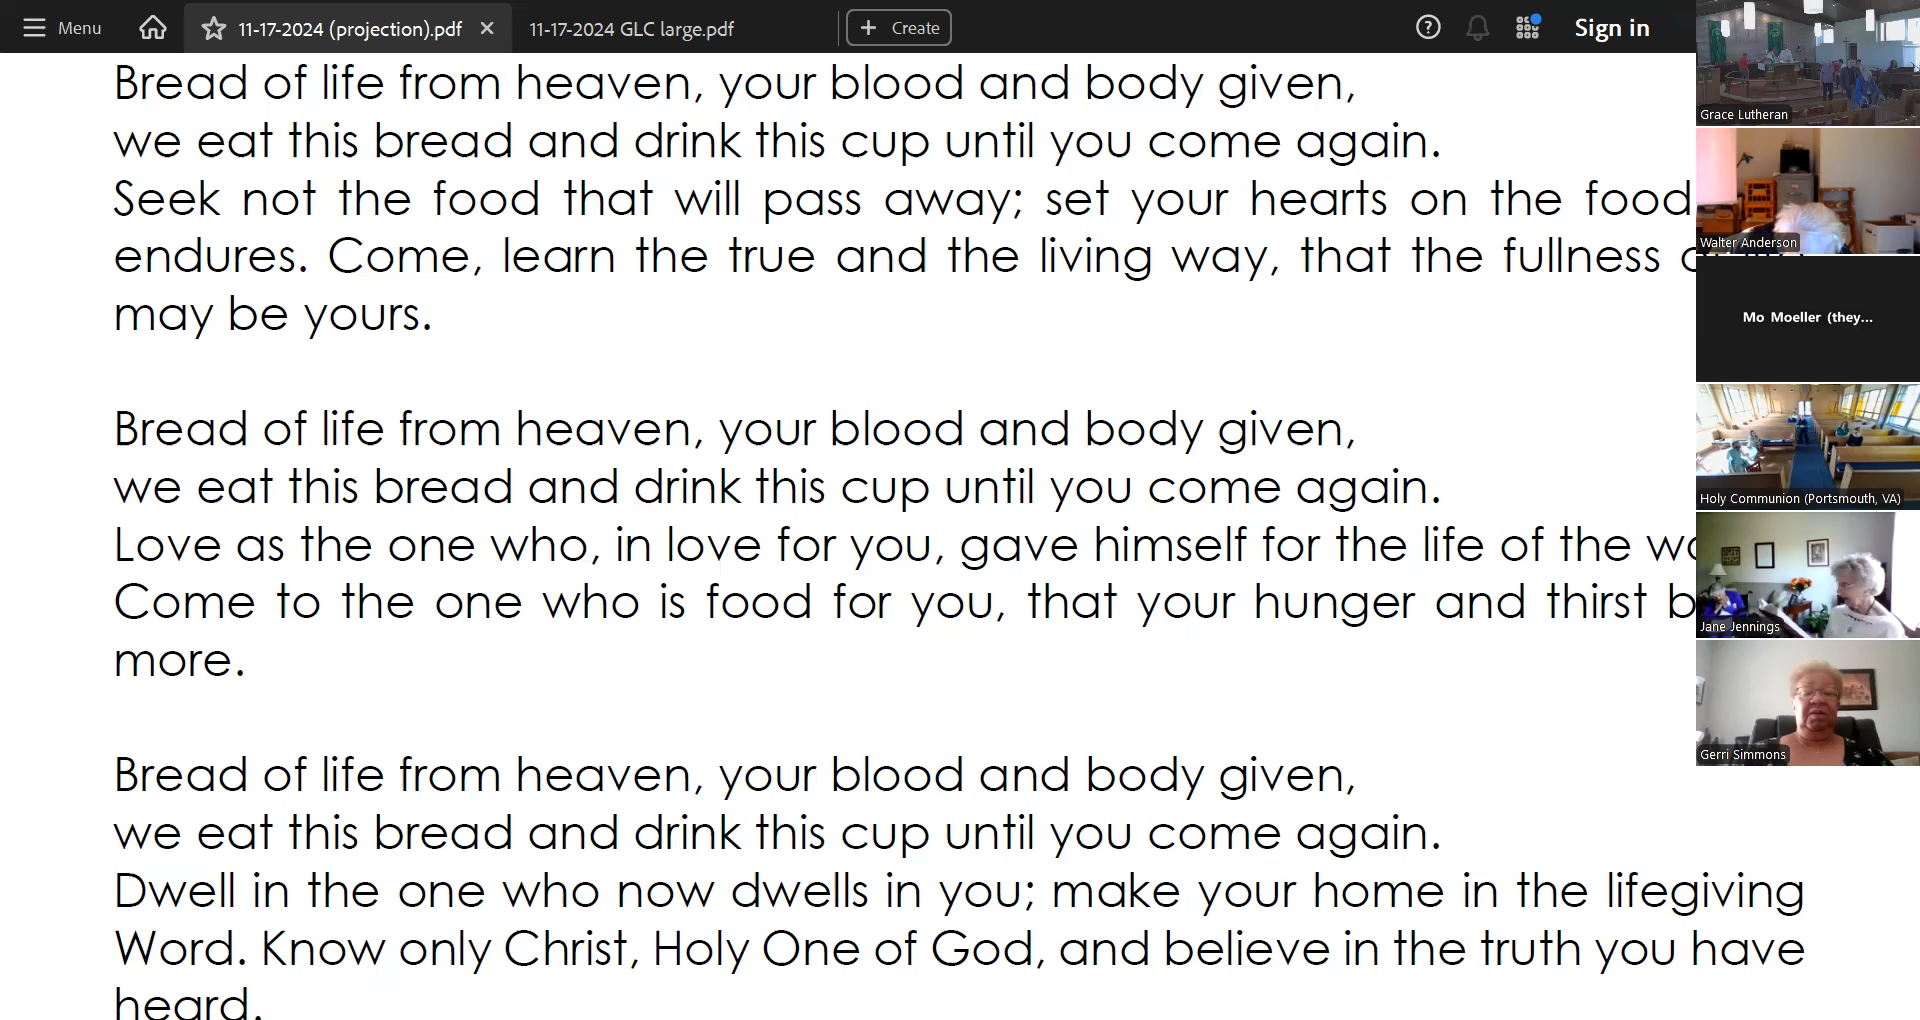 Menu
11-17-2024 (projection).pdf
11-17-2024 GLC large.pdf
Create
Sign in
Bread of life from heaven, your blood and body given,
we eat this bread and drink this cup until you come again.
Seek not the food that will pass away; set your hearts on the food
endures. Come, learn the true and the living way, that the fullness
may be yours.
Bread of life from heaven, your blood and body given,
we eat this bread and drink this cup until you come again.
Love as the one who, in love for you, gave himself for the life of the
Come to the one who is food for you, that your hunger and thirst
more.
Bread of life from heaven, your blood and body given,
we eat this bread and drink this cup until you come again.
Dwell in the one who now dwells in you; make your home in the lifegiving
Word. Know only Christ, Holy One of God, and believe in the truth you have
heard.
Grace Lutheran
Walter Anderson
Mo Moeller (they...
Holy Communion (Portsmouth, VA)
Jane Jennings
Gerri Simmons